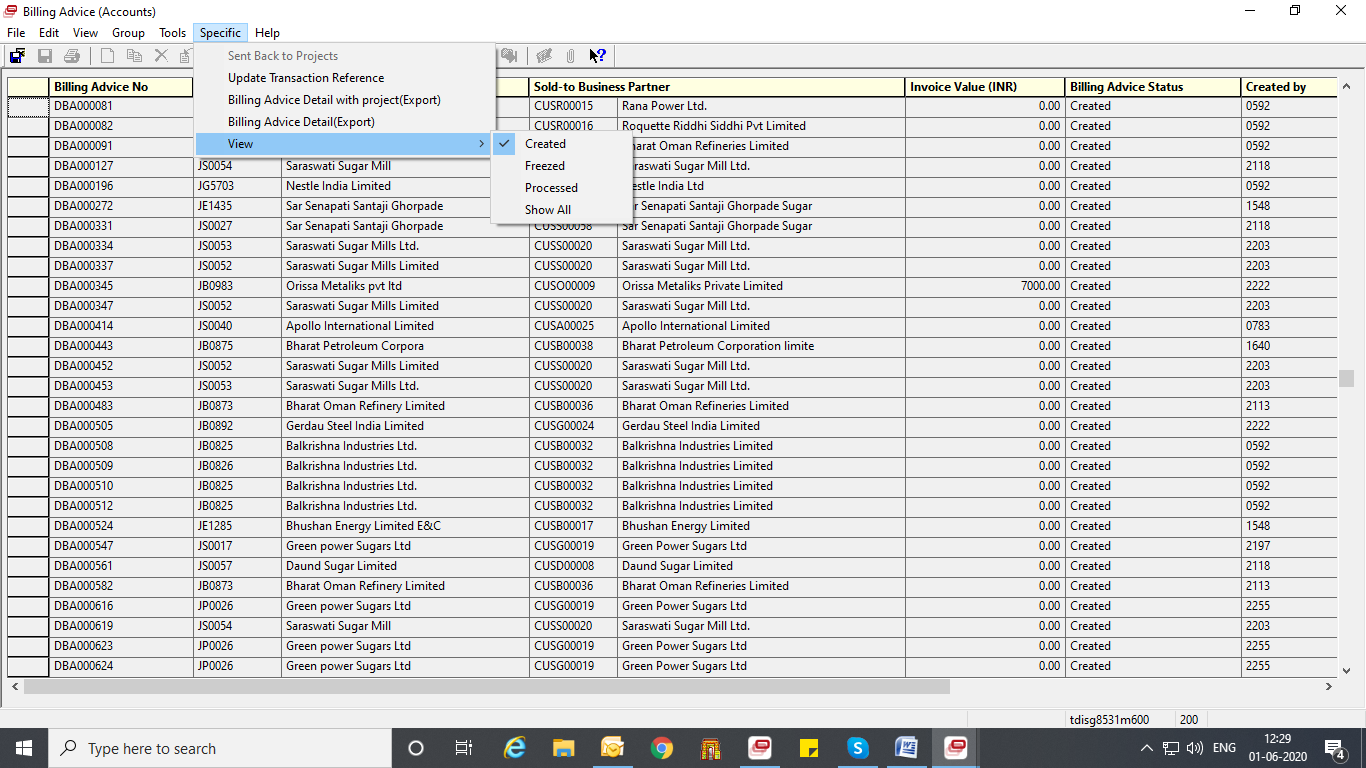 Billing Advice (Accounts)
File Edit View Group Tools Specific Help
Sent Back to Projects
Update Transaction Reference
Billing Advice Detail with project(Export)
Billing Advice Detail(Export)
View
Created
Freezed
Processed
Show All
Billing Advice No Sold-to Business Partner Invoice Value (INR) Billing Advice Status Created by
DBA000081 CUSR00015 Rana Power Ltd. 0.00 Created 0592
DBA000082 CUSR00016 Roquette Riddhi Siddhi Pvt Limited 0.00 Created 0592
DBA000091 arat Oman Refineries Limited 0.00 Created 0592
DBA000127 JS0054 Saraswati Sugar Mill raswati Sugar Mill Ltd. 0.00 Created 2118
DBA000196 JG5703 Nestle India Limited stle India Ltd 0.00 Created 0592
DBA000272 JE1435 Sar Senapati Santaji Ghorpade r Senapati Santaji Ghorpade Sugar 0.00 Created 1548
DBA000331 JS0027 Sar Senapati Santaji Ghorpade CUSS00058 Sar Senapati Santaji Ghorpade Sugar 0.00 Created 2118
DBA000334 JS0053 Saraswati Sugar Mills Ltd. CUSS00020 Saraswati Sugar Mill Ltd. 0.00 Created 2203
DBA000337 JS0052 Saraswati Sugar Mills Limited CUSS00020 Saraswati Sugar Mill Ltd. 0.00 Created 2203
DBA000345 JB0983 Orissa Metaliks pvt ltd CUSO00009 Orissa Metaliks Private Limited 7000.00 Created 2222
DBA000347 JS0052 Saraswati Sugar Mills Limited CUSS00020 Saraswati Sugar Mill Ltd. 0.00 Created 2203
DBA000414 JS0040 Apollo International Limited CUSA00025 Apollo International Limited 0.00 Created 0783
DBA000443 JB0875 Bharat Petroleum Corpora CUSB00038 Bharat Petroleum Corporation limite 0.00 Created 1640
DBA000452 JS0052 Saraswati Sugar Mills Limited CUSS00020 Saraswati Sugar Mill Ltd. 0.00 Created 2203
DBA000453 JS0053 Saraswati Sugar Mills Ltd. CUSS00020 Saraswati Sugar Mill Ltd. 0.00 Created 2203
DBA000483 JB0873 Bharat Oman Refinery Limited CUSB00036 Bharat Oman Refineries Limited 0.00 Created 2113
DBA000505 JB0892 Gerdau Steel India Limited CUSG00024 Gerdau Steel India Limited 0.00 Created 2222
DBA000508 JB0825 Balkrishna Industries Ltd. CUSB00032 Balkrishna Industries Limited 0.00 Created 0592
DBA000509 JB0826 Balkrishna Industries Ltd. CUSB00032 Balkrishna Industries Limited 0.00 Created 0592
DBA000510 JB0825 Balkrishna Industries Ltd. CUSB00032 Balkrishna Industries Limited 0.00 Created 0592
DBA000512 JB0825 Balkrishna Industries Ltd. CUSB00032 Balkrishna Industries Limited 0.00 Created 0592
DBA000524 JE1285 Bhushan Energy Limited E&C CUSB00017 Bhushan Energy Limited 0.00 Created 1548
DBA000547 JS0017 Green power Sugars Ltd CUSG00019 Green Power Sugars Ltd 0.00 Created 2197
DBA000561 JS0057 Daund Sugar Limited CUSD00008 Daund Sugar Limited 0.00 Created 2118
DBA000582 JB0873 Bharat Oman Refinery Limited CUSB00036 Bharat Oman Refineries Limited 0.00 Created 2113
DBA000616 JP0026 Green power Sugars Ltd CUSG00019 Green Power Sugars Ltd 0.00 Created 2255
DBA000619 JS0054 Saraswati Sugar Mill CUSS00020 Saraswati Sugar Mill Ltd. 0.00 Created 2203
DBA000623 JP0026 Green power Sugars Ltd CUSG00019 Green Power Sugars Ltd 0.00 Created 2255
DBA000624 JP0026 Green power Sugars Ltd CUSG00019 Green Power Sugars Ltd 0.00 Created 2255
tdisg8531m600 200
Type here to search
ENG
12:29
01-06-2020
4